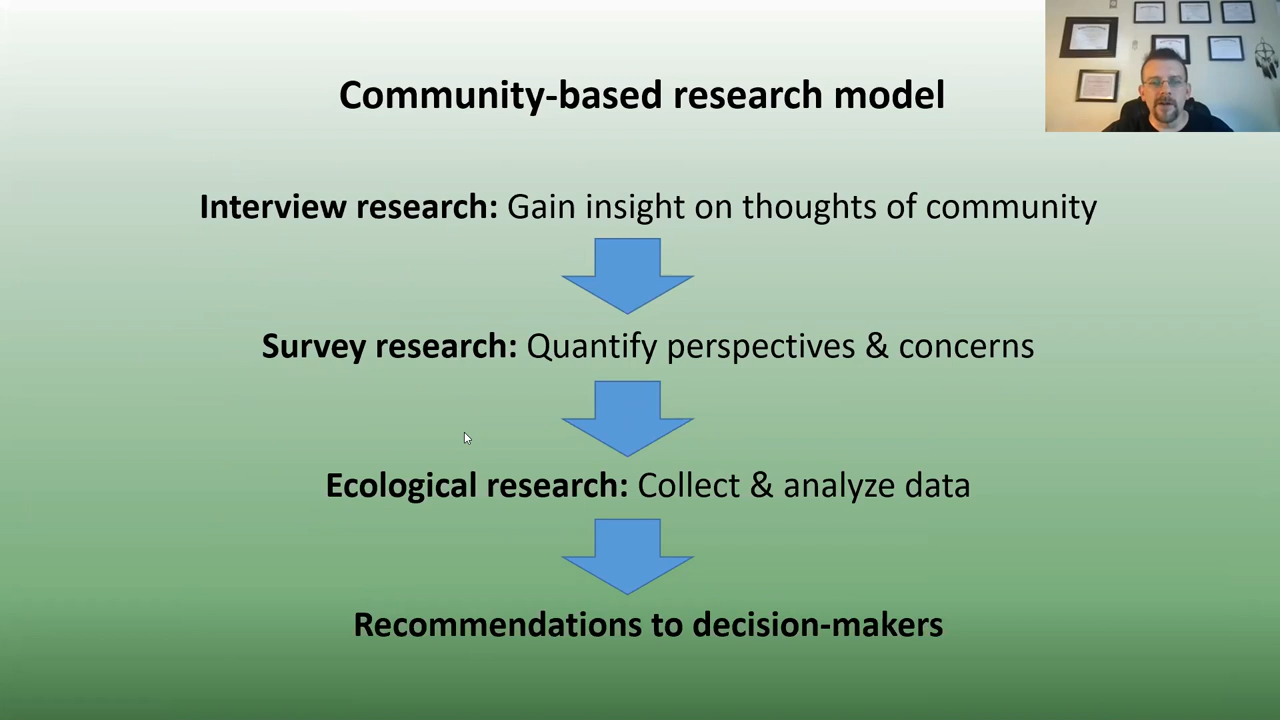 Community-based research model
Interview research: Gain insight on thoughts of community
Survey research: Quantify perspectives & concerns
Ecological research: Collect & analyze data
Recommendations to decision-makers